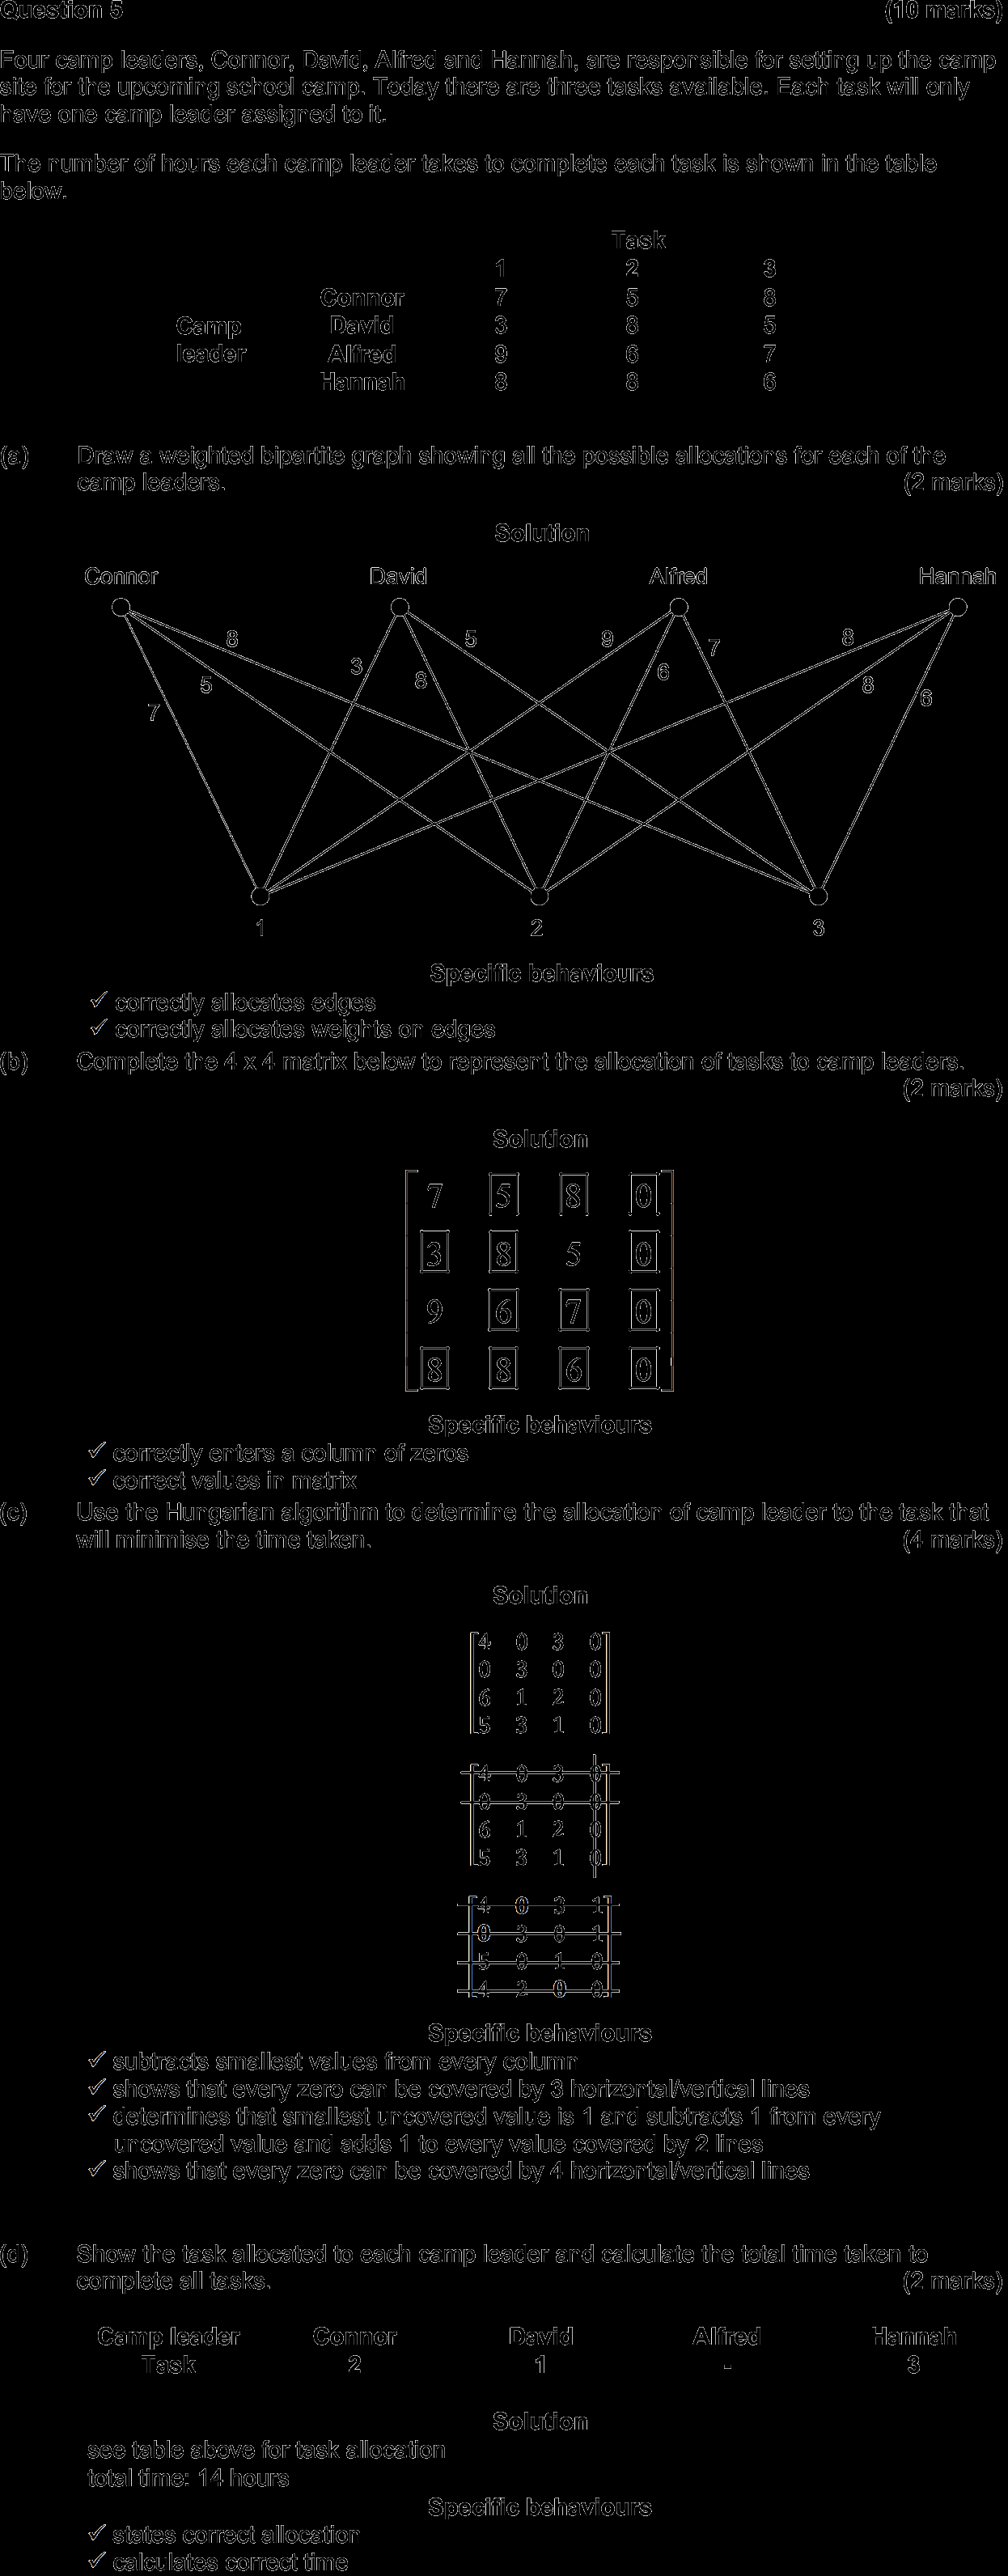 Question 5 (10 marks)
Four camp leaders, Connor, David, Alfred and Hannah, are responsible for setting up the camp
site for the upcoming school camp. Today there are three tasks available. Each task will only
have one camp leader assigned to it.
The number of hours each camp leader takes to complete each task is shown in the table
below.
Task
1 2 3
Connor 7 5 8
Camp David 3 8 5
leader Alfred 9 6 7
Hannah 8 8 6
(a) Draw a weighted bipartite graph showing all the possible allocations for each of the
camp leaders. (2 marks)
Solution
Connor David Alfred Hannah
8 5 9 7 8
5 3 8 6 8
7 6
1 2 3
Specific behaviours
✓ correctly allocates edges
✓ correctly allocates weights on edges
(b) Complete the 4 x 4 matrix below to represent the allocation of tasks to camp leaders.
(2 marks)
Solution
7 5 8 0
3 8 5 0
9 6 7 0
8 8 6 0
Specific behaviours
✓ correctly enters a column of zeros
✓ correct values in matrix
(c) Use the Hungarian algorithm to determine the allocation of camp leader to the task that
will minimise the time taken. (4 marks)
Solution
4 0 3 0
0 3 0 0
6 1 2 0
5 3 1 0
4 0 3 0
0 3 0 0
6 1 2 0
5 3 1 0
4 0 3 1
0 3 0 1
5 0 1 0
4 2 0 0
Specific behaviours
✓ subtracts smallest values from every column
✓ shows that every zero can be covered by 3 horizontal/vertical lines
✓ determines that smallest uncovered value is 1 and subtracts 1 from every
uncovered value and adds 1 to every value covered by 2 lines
✓ shows that every zero can be covered by 4 horizontal/vertical lines
(d) Show the task allocated to each camp leader and calculate the total time taken to
complete all tasks. (2 marks)
Camp leader Connor David Alfred Hannah
Task 2 1 - 3
Solution
see table above for task allocation
total time: 14 hours
Specific behaviours
✓ states correct allocation
✓ calculates correct time